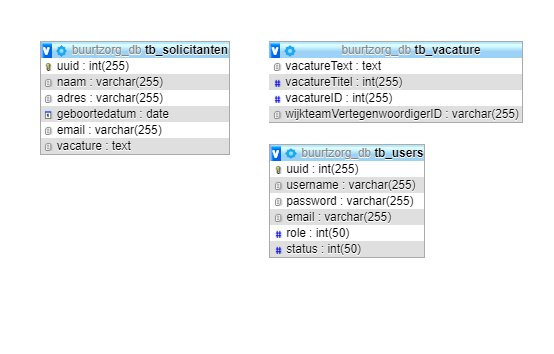 buurtzorg_db tb_solicitanten
uuid : int(255)
naam : varchar(255)
adres : varchar(255)
geboortedatum : date
email : varchar(255)
vacature : text
buurtzorg_db tb_vacature
vacatureText : text
vacatureTitel : int(255)
vacatureID : int(255)
wijkteamVertegenwoordigerID : varchar(255)
buurtzorg_db tb_users
uuid : int(255)
username : varchar(255)
password : varchar(255)
email : varchar(255)
role : int(50)
status : int(50)